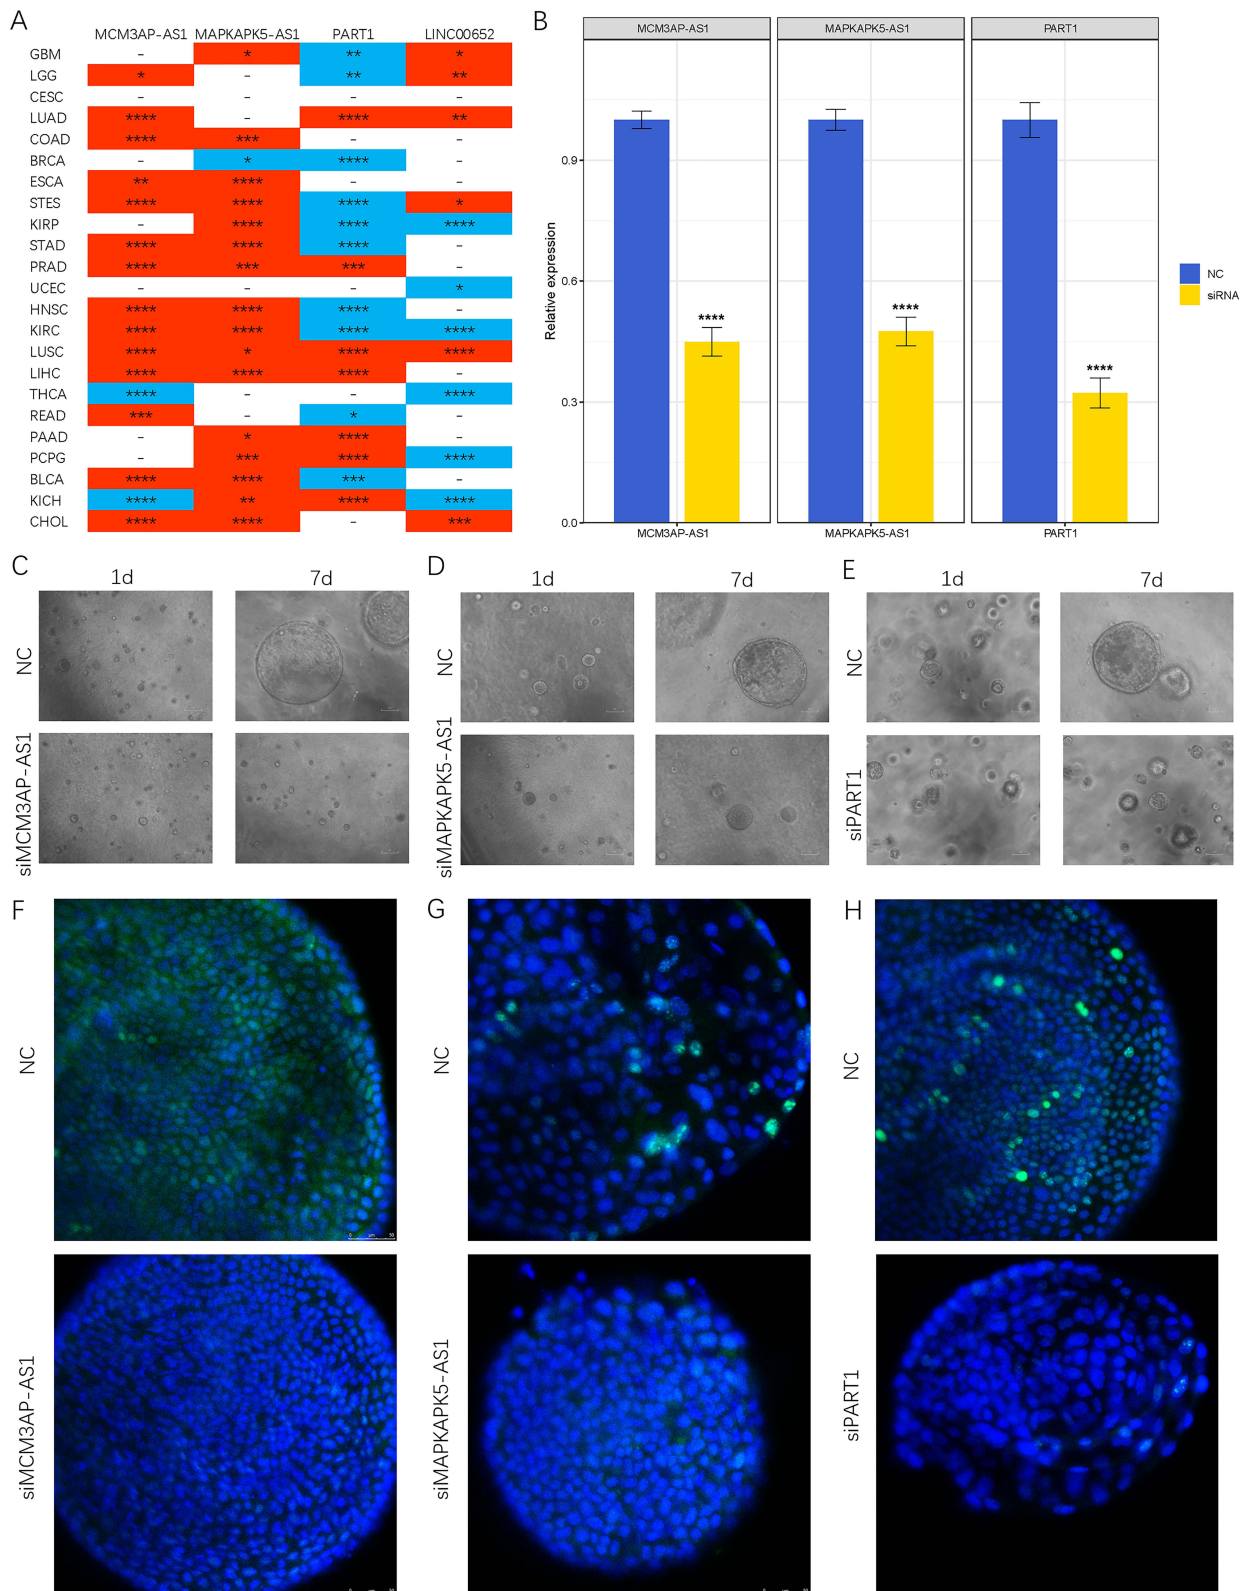 A
MCM3AP-AS1 MAPKAPK5-AS1 PART1 LINC00652
GBM – * ** *
LGG * – ** **
CESC – – – –
LUAD **** – **** **
COAD **** *** – –
BRCA – * **** –
ESCA ** **** – –
STES **** **** **** *
KIRP – **** **** ****
STAD **** **** **** –
PRAD **** *** *** –
UCEC – – – *
HNSC **** **** **** –
KIRC **** **** **** ****
LUSC **** * **** ****
LIHC **** **** **** –
THCA **** – – ****
READ *** – * –
PAAD – * **** –
PCPG – *** **** ****
BLCA **** **** *** –
KICH **** ** **** ****
CHOL **** **** – ***
B
MCM3AP-AS1 MAPKAPK5-AS1 PART1
Relative expression
0.9
0.6
0.3
0.0
**** **** ****
MCM3AP-AS1 MAPKAPK5-AS1 PART1
NC
siRNA
C
1d 7d
NC
siMCM3AP-AS1
D
1d 7d
NC
siMAPKAPK5-AS1
E
1d 7d
NC
siPART1
F
NC
0 μm 50
siMCM3AP-AS1
G
NC
siMAPKAPK5-AS1
H
NC
siPART1